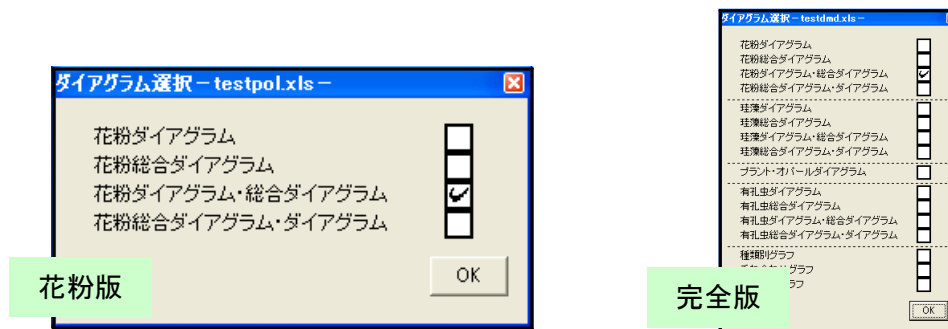 ダイアグラム選択－testpol.xls－
花粉ダイアグラム
花粉総合ダイアグラム
花粉ダイアグラム・総合ダイアグラム
花粉総合ダイアグラム・ダイアグラム
OK
花粉版
ダイアグラム選択－testdmd.xls－
花粉ダイアグラム
花粉総合ダイアグラム
花粉ダイアグラム・総合ダイアグラム
花粉総合ダイアグラム・ダイアグラム
珪藻ダイアグラム
珪藻総合ダイアグラム
珪藻ダイアグラム・総合ダイアグラム
珪藻総合ダイアグラム・ダイアグラム
プラント・オパールダイアグラム
有孔虫ダイアグラム
有孔虫総合ダイアグラム
有孔虫ダイアグラム・総合ダイアグラム
有孔虫総合ダイアグラム・ダイアグラム
種類別グラフ
グラフ
OK
完全版